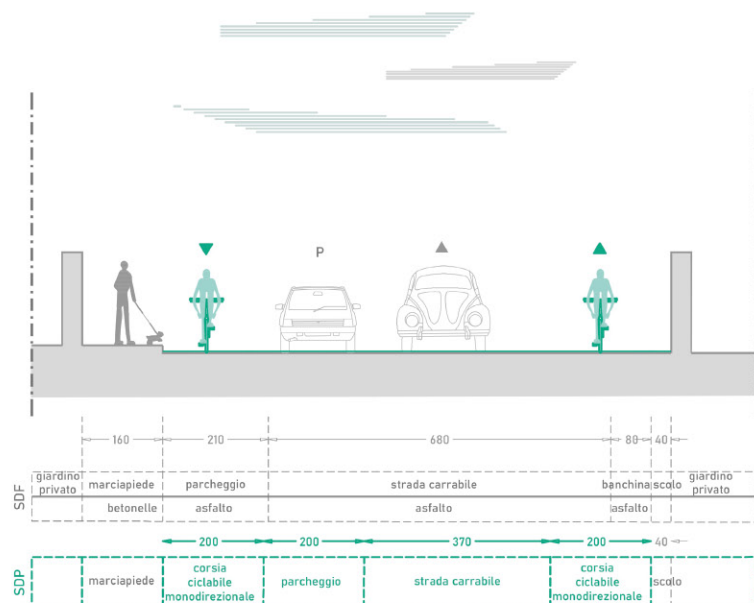 P
160 210 680 80 40
SDF
giardino privato marciapiede parcheggio strada carrabile banchina scolo giardino privato
betonelle asfalto asfalto asfalto
200 200 370 200 40
SDP
marciapiede corsia ciclabile monodirezionale parcheggio strada carrabile corsia ciclabile monodirezionale scolo